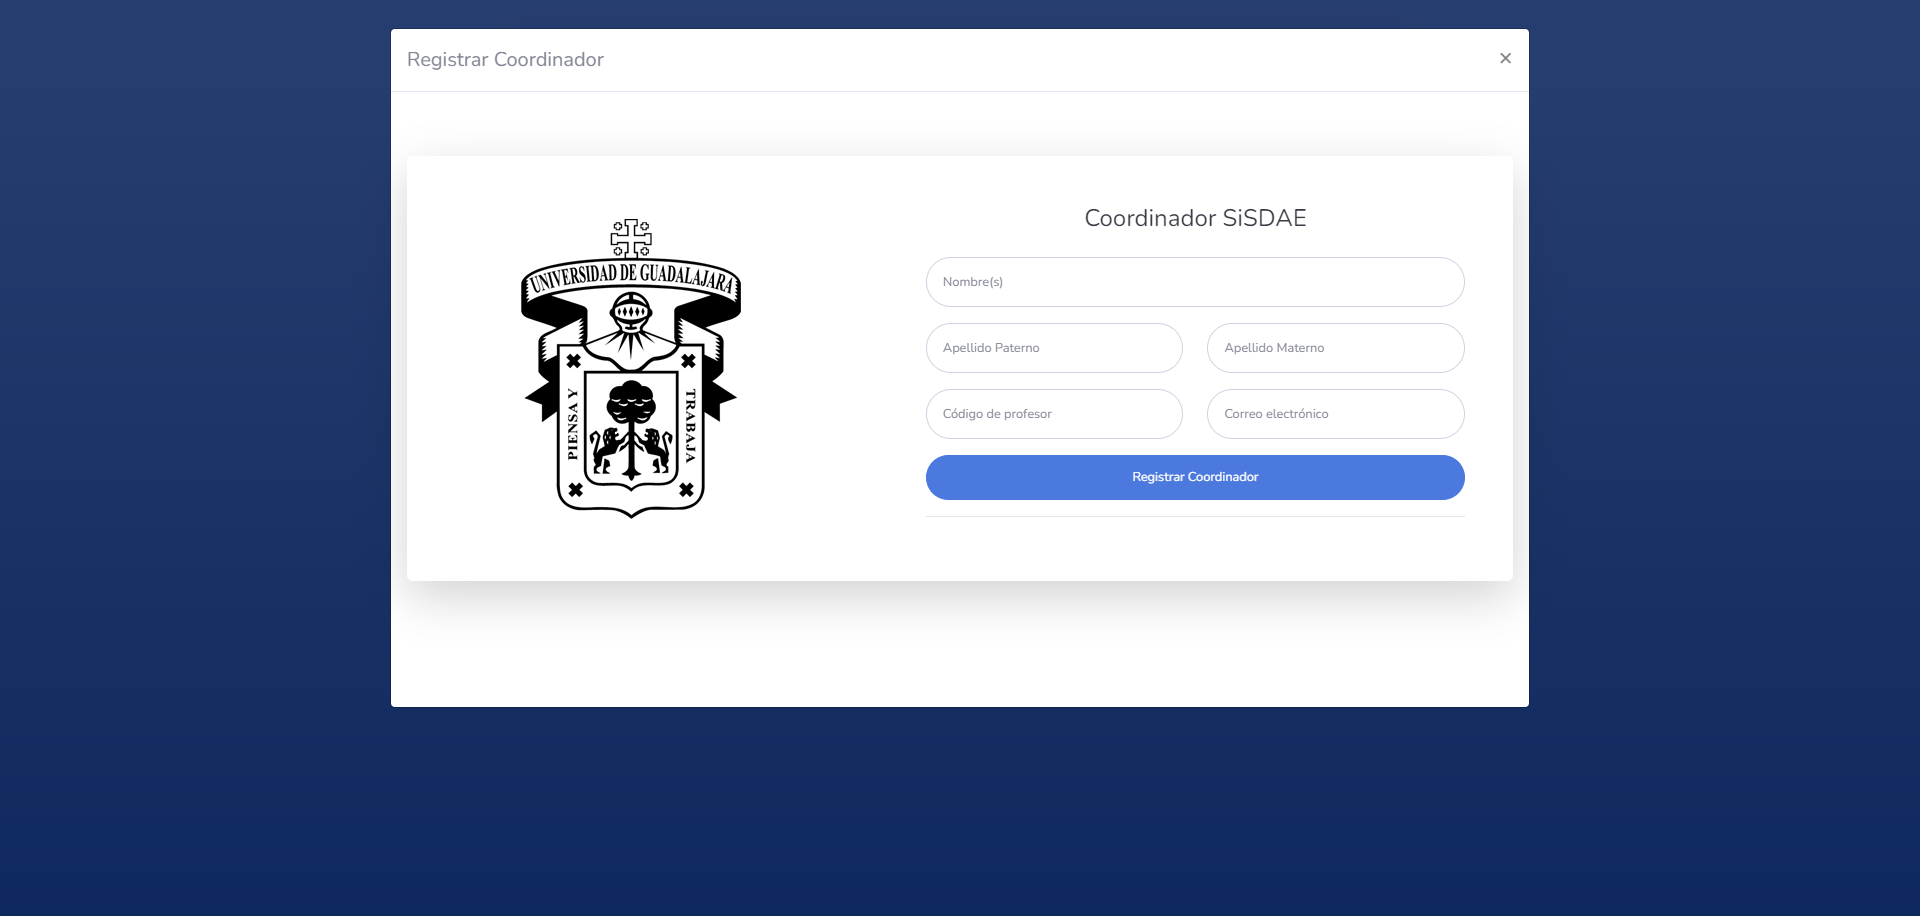 Registrar Coordinador
×
UNIVERSIDAD DE GUADALAJARA
PIENSA Y
TRABAJA
Coordinador SiSDAE
Nombre(s)
Apellido Paterno
Apellido Materno
Código de profesor
Correo electrónico
Registrar Coordinador